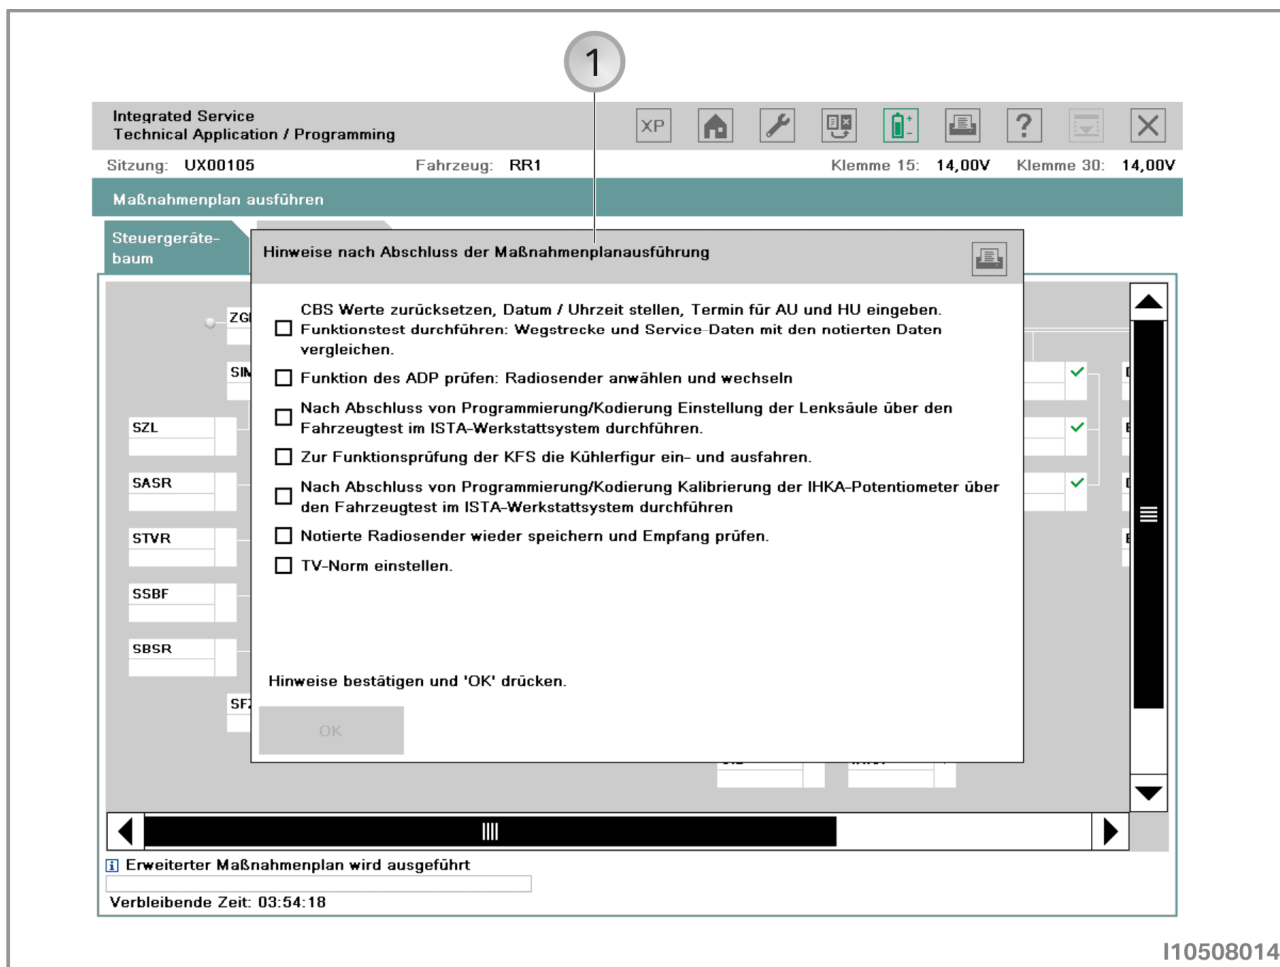 1
Integrated Service
Technical Application / Programming
XP
Sitzung: UX00105
Fahrzeug: RR1
Klemme 15: 14,00V
Klemme 30: 14,00V
Maßnahmenplan ausführen
Steuergeräte-
baum
Hinweise nach Abschluss der Maßnahmenplanausführung
CBS Werte zurücksetzen, Datum / Uhrzeit stellen, Termin für AU und HU eingeben.
Funktionstest durchführen: Wegstrecke und Service-Daten mit den notierten Daten
vergleichen.
Funktion des ADP prüfen: Radiosender anwählen und wechseln
Nach Abschluss von Programmierung/Kodierung Einstellung der Lenksäule über den
Fahrzeugtest im ISTA-Werkstattsystem durchführen.
Zur Funktionsprüfung der KFS die Kühlerfigur ein- und ausfahren.
Nach Abschluss von Programmierung/Kodierung Kalibrierung der IHKA-Potentiometer über
den Fahrzeugtest im ISTA-Werkstattsystem durchführen
Notierte Radiosender wieder speichern und Empfang prüfen.
TV-Norm einstellen.
Hinweise bestätigen und 'OK' drücken.
OK
SZL
SASR
STVR
SSBF
SBSR
Erweiterter Maßnahmenplan wird ausgeführt
Verbleibende Zeit: 03:54:18
I10508014